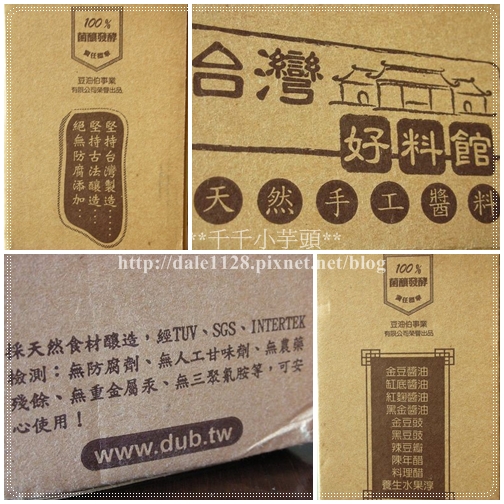 100%
菌釀發酵
責任標章
豆油伯事業
有限公司榮譽出品
堅持台灣製造…
堅持古法釀造…
絕無防腐添加…
台灣
好料館
天然手工醬料
**千千小芋頭**
http://dale1128.pixnet.net/blog
採天然食材釀造，經TUV、SGS、INTERTEK
檢測：無防腐劑、無人工甘味劑、無農藥
殘餘、無重金屬汞、無三聚氰胺等，可安
心使用！
www.dub.tw
100%
菌釀發酵
責任標章
豆油伯事業
有限公司榮譽出品
金豆醬油
缸底醬油
紅麴醬油
黑金醬油
金豆豉
黑豆豉
辣豆瓣
陳年醋
料理醋
養生水果淳